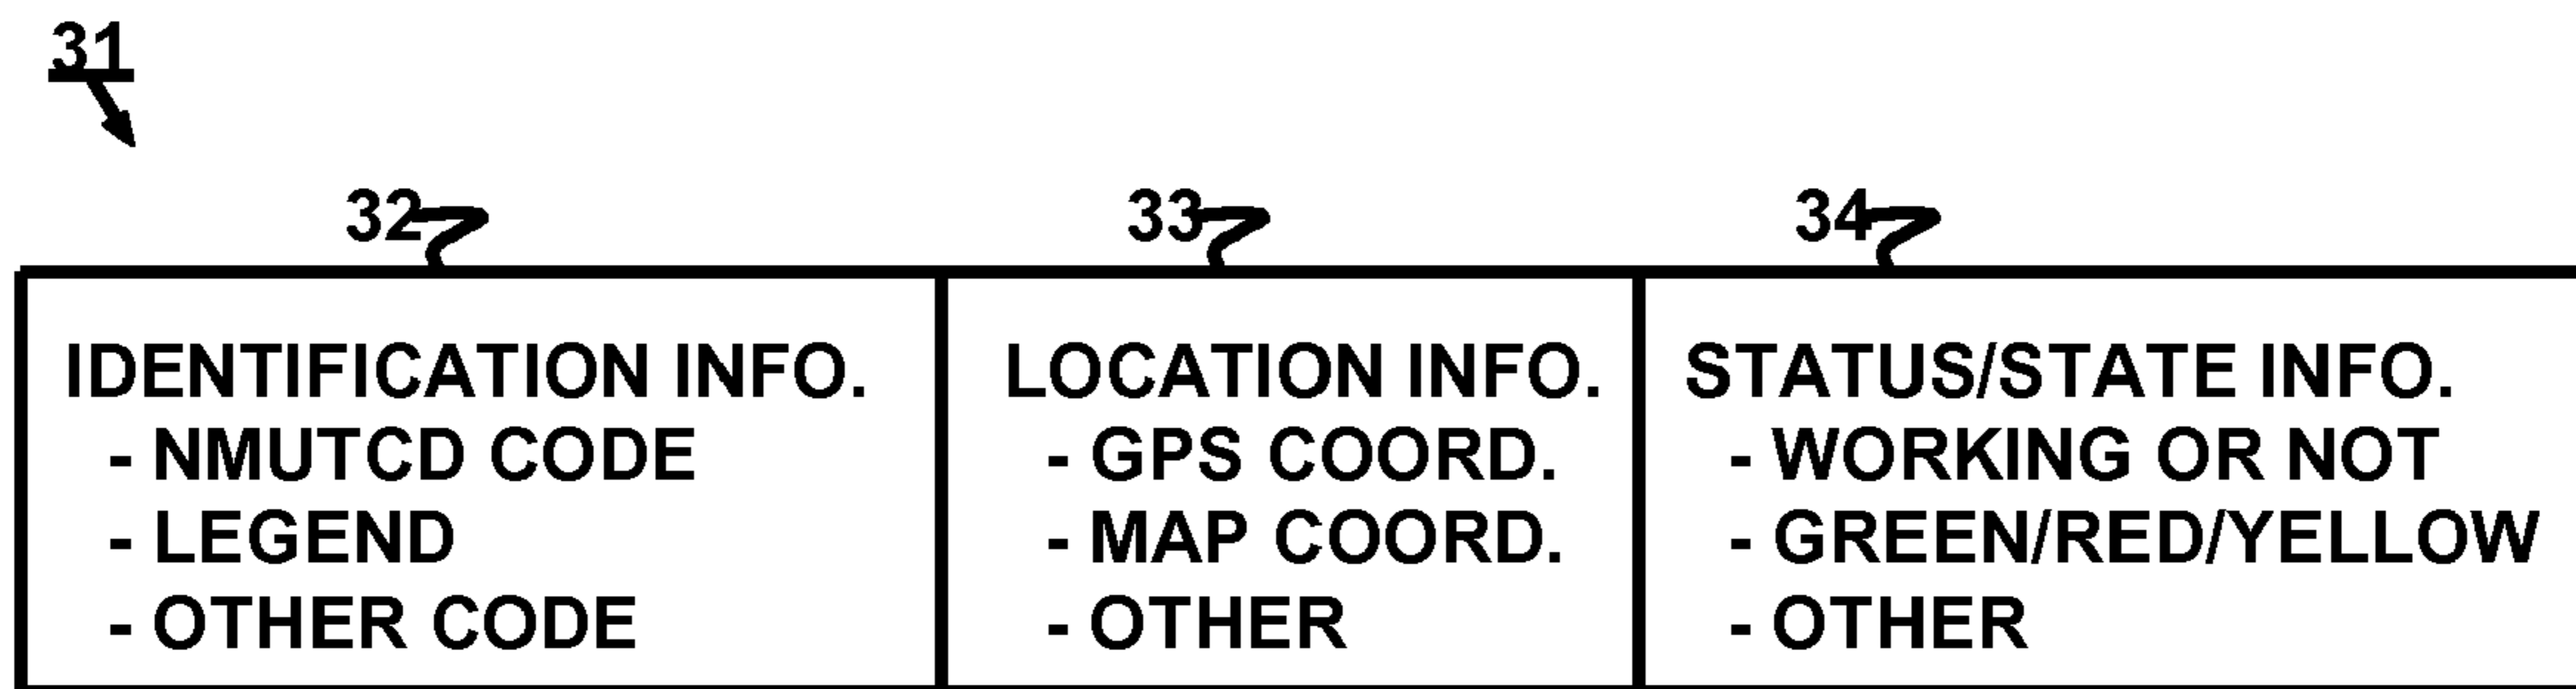 31
32 33 34
IDENTIFICATION INFO.
- NMUTCD CODE
- LEGEND
- OTHER CODE
LOCATION INFO.
- GPS COORD.
- MAP COORD.
- OTHER
STATUS/STATE INFO.
- WORKING OR NOT
- GREEN/RED/YELLOW
- OTHER